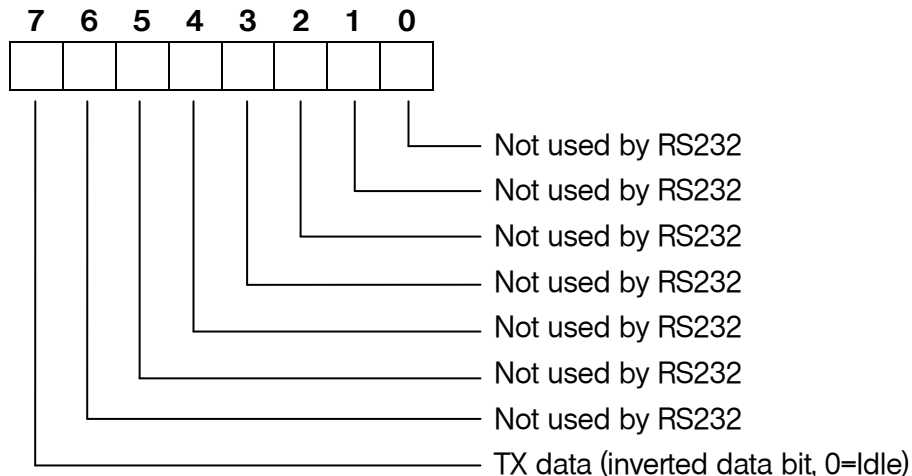 7 6 5 4 3 2 1 0
Not used by RS232
Not used by RS232
Not used by RS232
Not used by RS232
Not used by RS232
Not used by RS232
Not used by RS232
TX data (inverted data bit, 0=Idle)